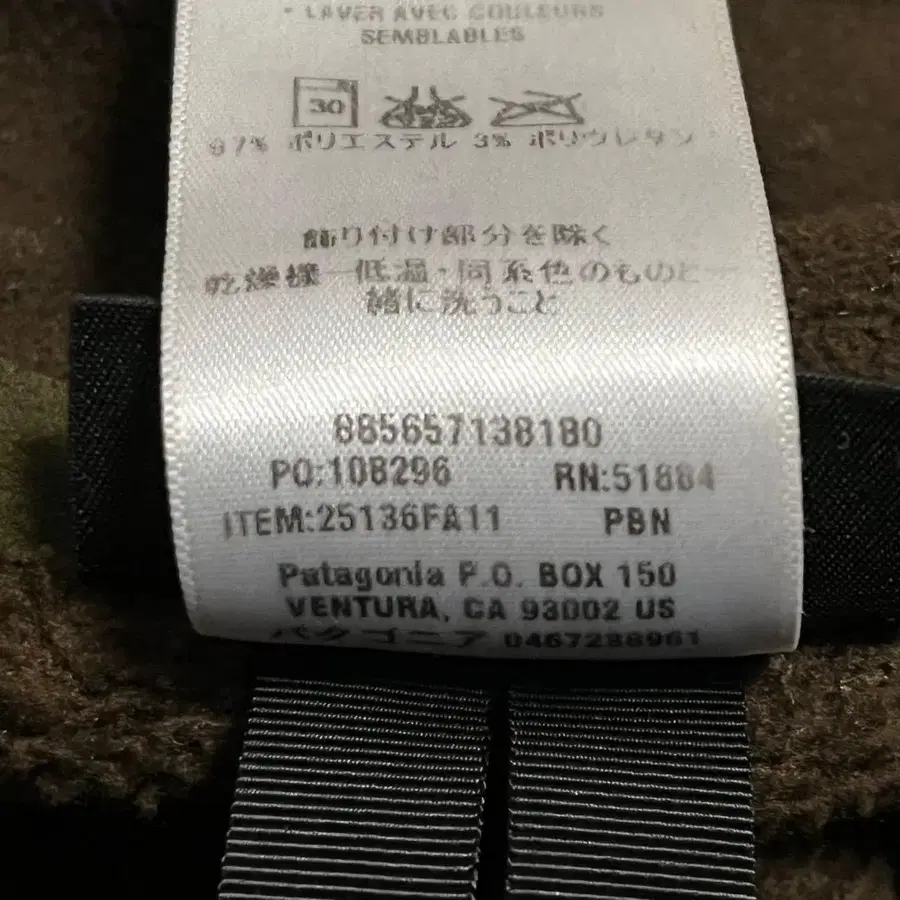 - LAVER AVEC COULEURS
SEMBLABLES
30
97% ポリエステル 3% ポリウレタン
飾り付け部分を除く
乾燥機－低温・同系色のものと一
緒に洗うこと
885657138180
PO:108296 RN:51884
ITEM:25136FA11 PBN
Patagonia P.O. BOX 150
VENTURA, CA 93002 US
パタゴニア 0467288961